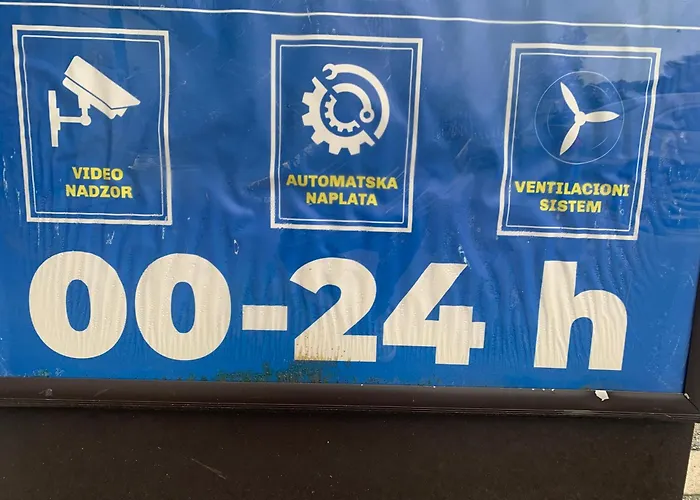 VIDEO
NADZOR
AUTOMATSKA
NAPLATA
VENTILACIONI
SISTEM
00-24 h